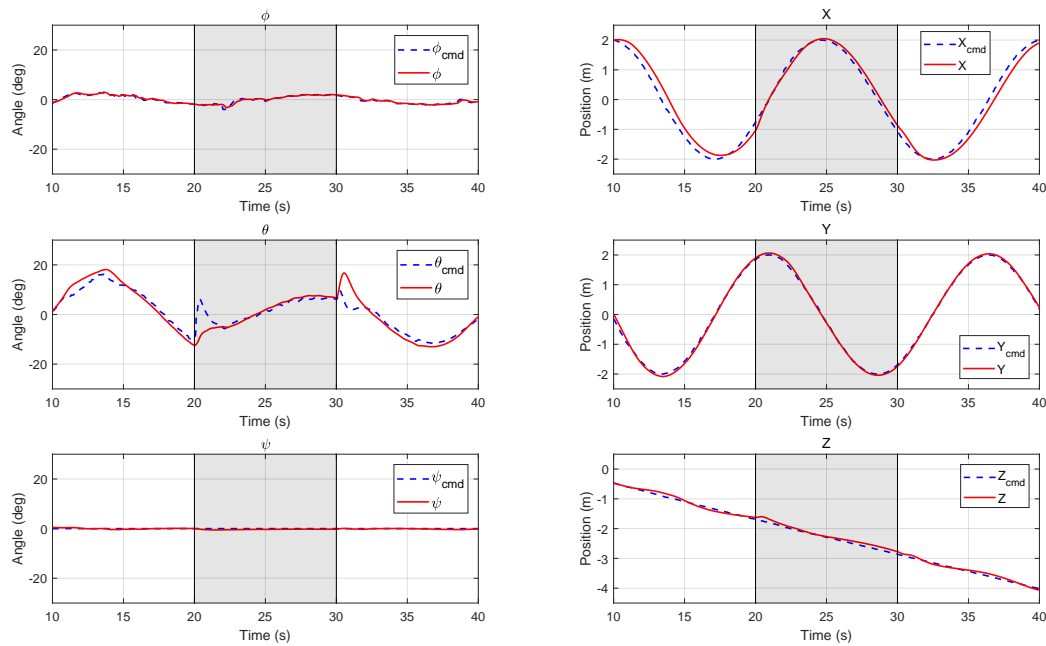 ϕ
20
0
-20
Angle (deg)
ϕcmd
ϕ
10 15 20 25 30 35 40
Time (s)
X
2
1
0
-1
-2
Position (m)
Xcmd
X
10 15 20 25 30 35 40
Time (s)
θ
20
0
-20
Angle (deg)
θcmd
θ
10 15 20 25 30 35 40
Time (s)
Y
2
1
0
-1
-2
Position (m)
Ycmd
Y
10 15 20 25 30 35 40
Time (s)
ψ
20
0
-20
Angle (deg)
ψcmd
ψ
10 15 20 25 30 35 40
Time (s)
Z
0
-1
-2
-3
-4
Position (m)
Zcmd
Z
10 15 20 25 30 35 40
Time (s)